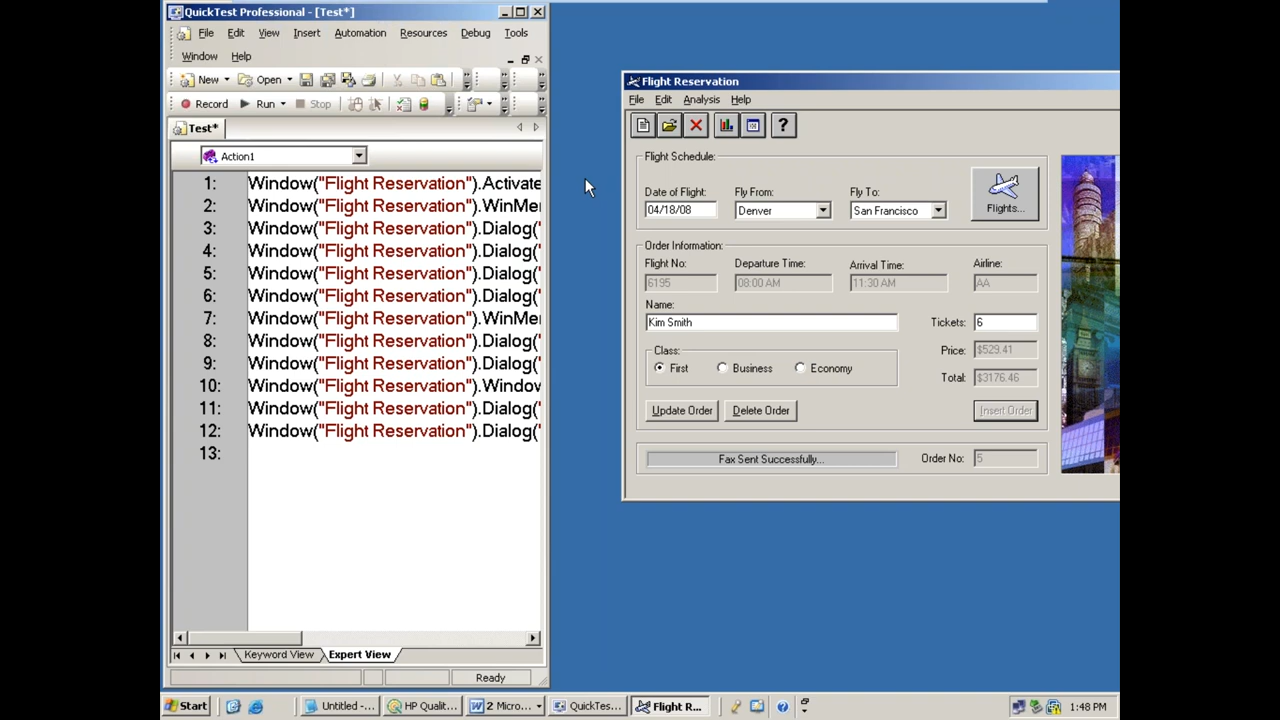 QuickTest Professional - [Test*]
File Edit View Insert Automation Resources Debug Tools
Window Help
New Open
Record Run Stop
Test*
Action1
1: Window("Flight Reservation").Activate
2: Window("Flight Reservation").WinMe
3: Window("Flight Reservation").Dialog("
4: Window("Flight Reservation").Dialog("
5: Window("Flight Reservation").Dialog("
6: Window("Flight Reservation").Dialog("
7: Window("Flight Reservation").WinMe
8: Window("Flight Reservation").Dialog("
9: Window("Flight Reservation").Dialog("
10: Window("Flight Reservation").Window
11: Window("Flight Reservation").Dialog("
12: Window("Flight Reservation").Dialog("
13:
Keyword View Expert View
Ready
Flight Reservation
File Edit Analysis Help
Flight Schedule:
Date of Flight: Fly From: Fly To:
04/18/08 Denver San Francisco Flights...
Order Information:
Flight No: Departure Time: Arrival Time: Airline:
6195 08:00 AM 11:30 AM AA
Name:
Kim Smith Tickets: 6
Class: Price: $529.41
First Business Economy Total: $3176.46
Update Order Delete Order Insert Order
Fax Sent Successfully... Order No: 5
Start Untitled -... HP Qualit... 2 Micro... QuickTes... Flight R... 1:48 PM